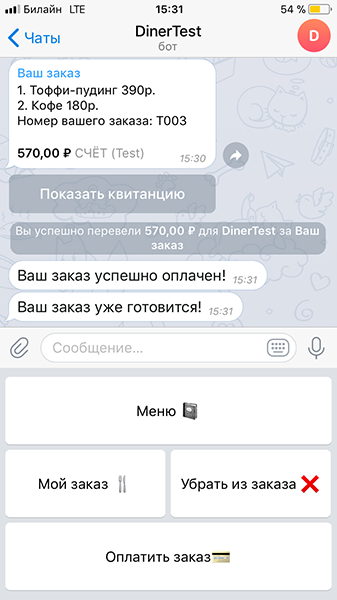 Билайн LTE 15:31 54 %
Чаты DinerTest
бот
D
Ваш заказ
1. Тоффи-пудинг 390р.
2. Кофе 180р.
Номер вашего заказа: Т003
570,00 ₽ СЧЁТ (Test) 15:30
Показать квитанцию
Вы успешно перевели 570,00 ₽ для DinerTest за Ваш
заказ
Ваш заказ успешно оплачен! 15:31
Ваш заказ уже готовится! 15:31
Сообщение...
Меню
Мой заказ Убрать из заказа
Оплатить заказ